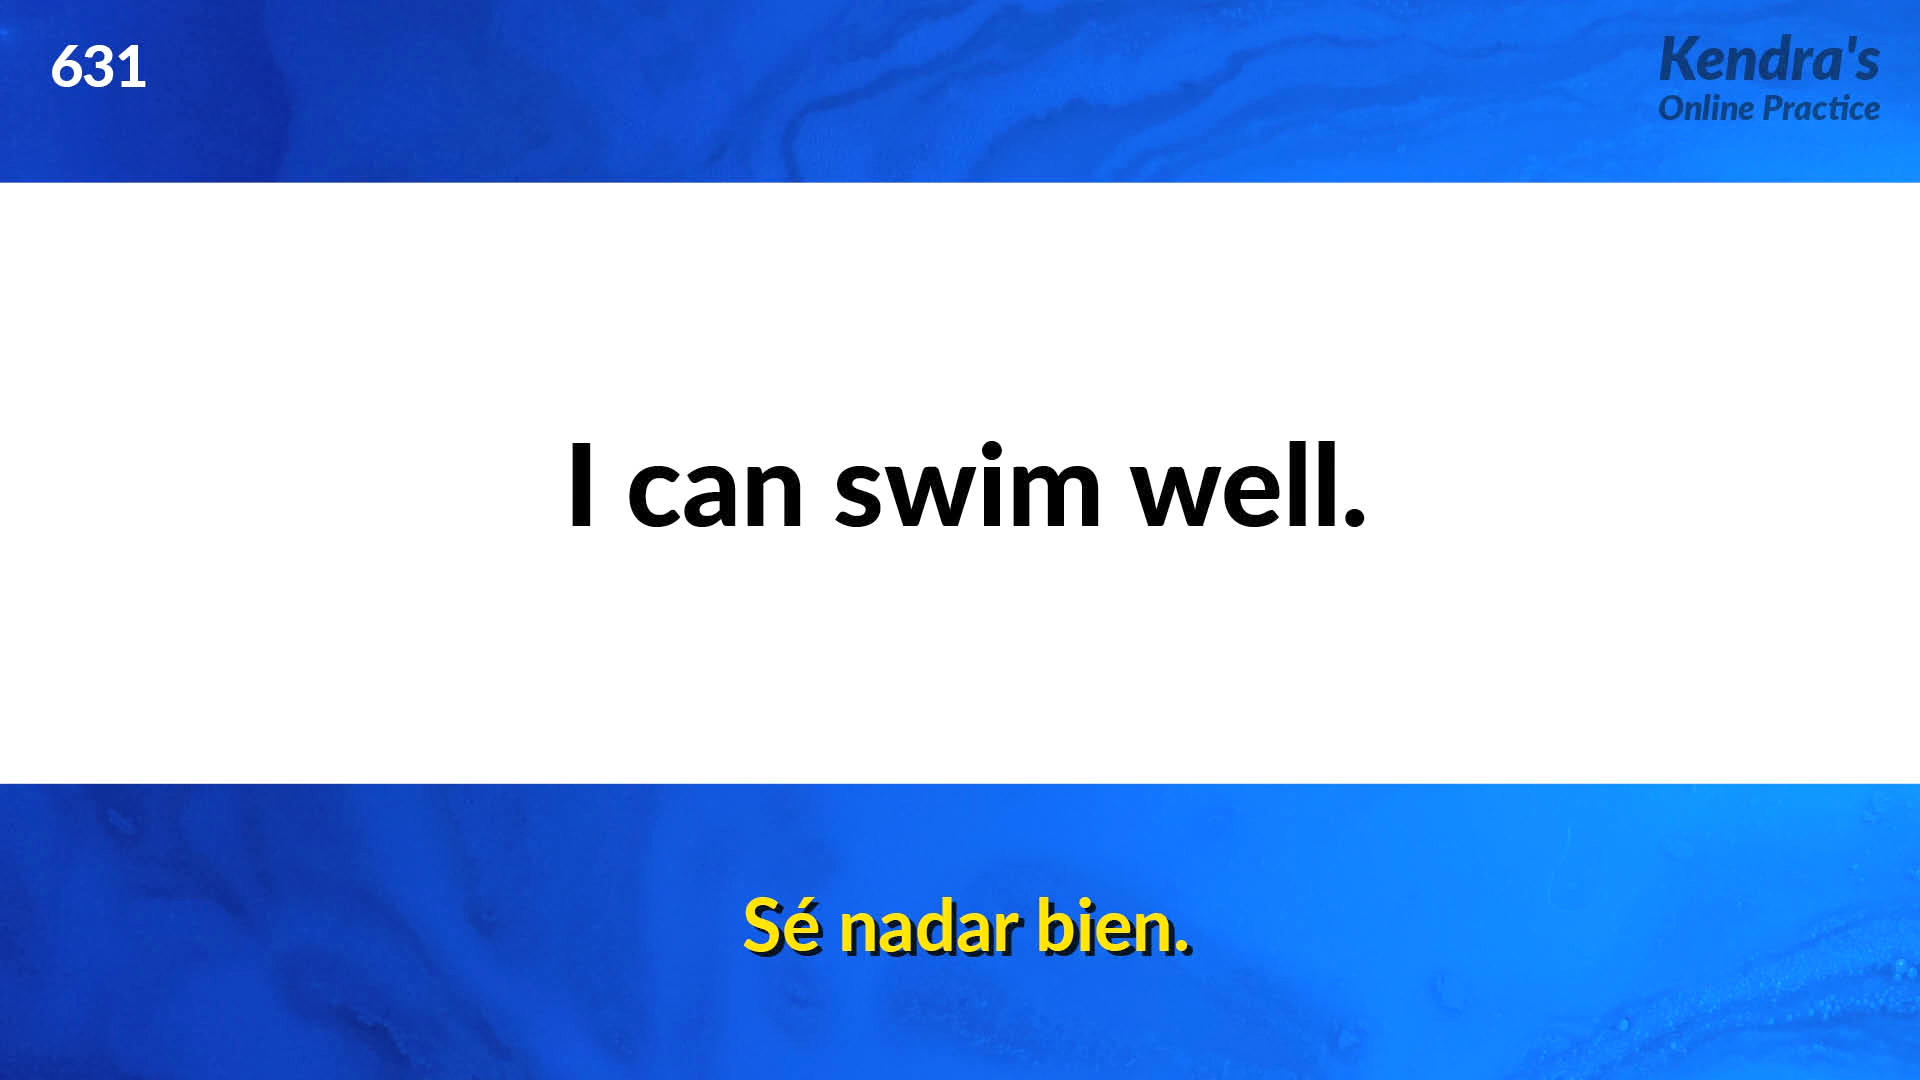 631
Kendra's
Online Practice
I can swim well.
Sé nadar bien.